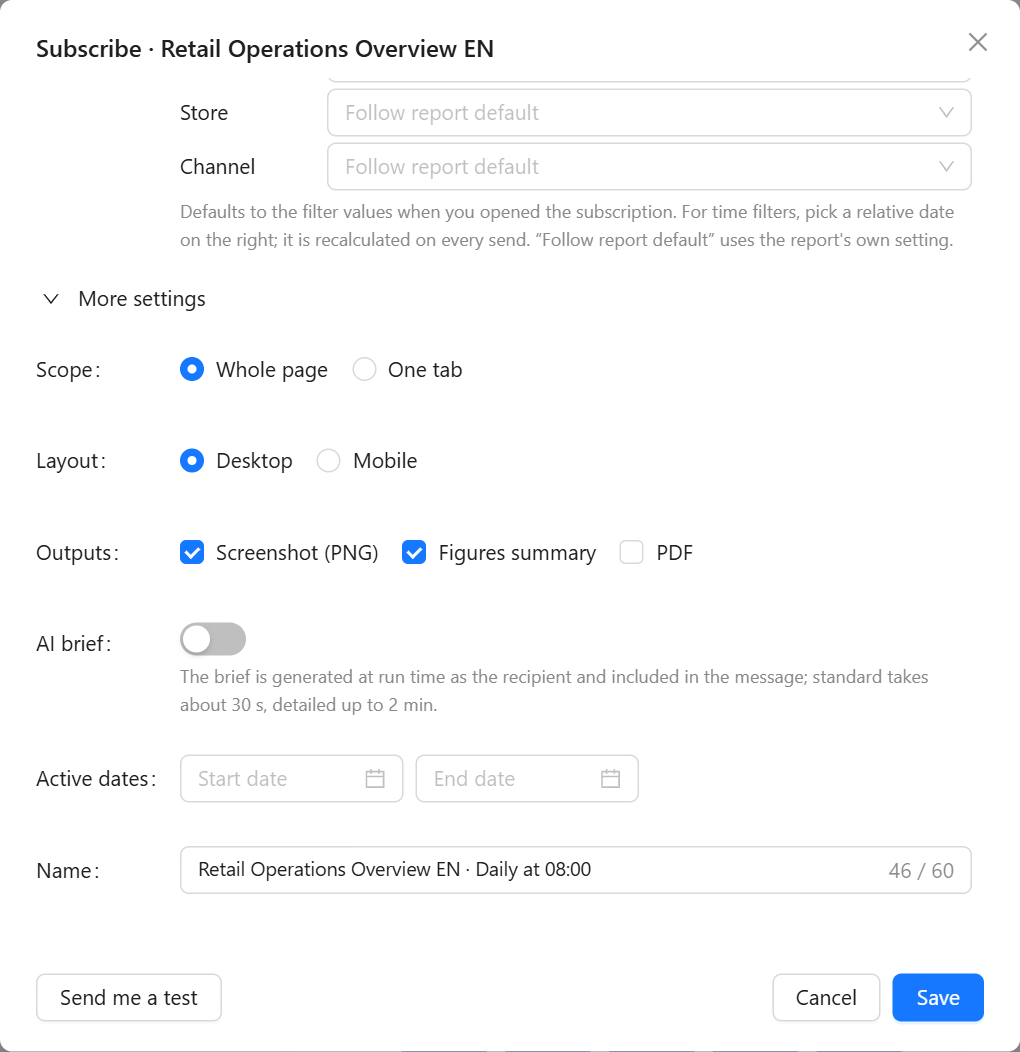 Subscribe · Retail Operations Overview EN
Store
Follow report default
Channel
Follow report default
Defaults to the filter values when you opened the subscription. For time filters, pick a relative date
on the right; it is recalculated on every send. “Follow report default” uses the report's own setting.
More settings
Scope:
Whole page
One tab
Layout:
Desktop
Mobile
Outputs:
Screenshot (PNG)
Figures summary
PDF
AI brief:
The brief is generated at run time as the recipient and included in the message; standard takes
about 30 s, detailed up to 2 min.
Active dates:
Start date
End date
Name:
Retail Operations Overview EN · Daily at 08:00
46 / 60
Send me a test
Cancel
Save